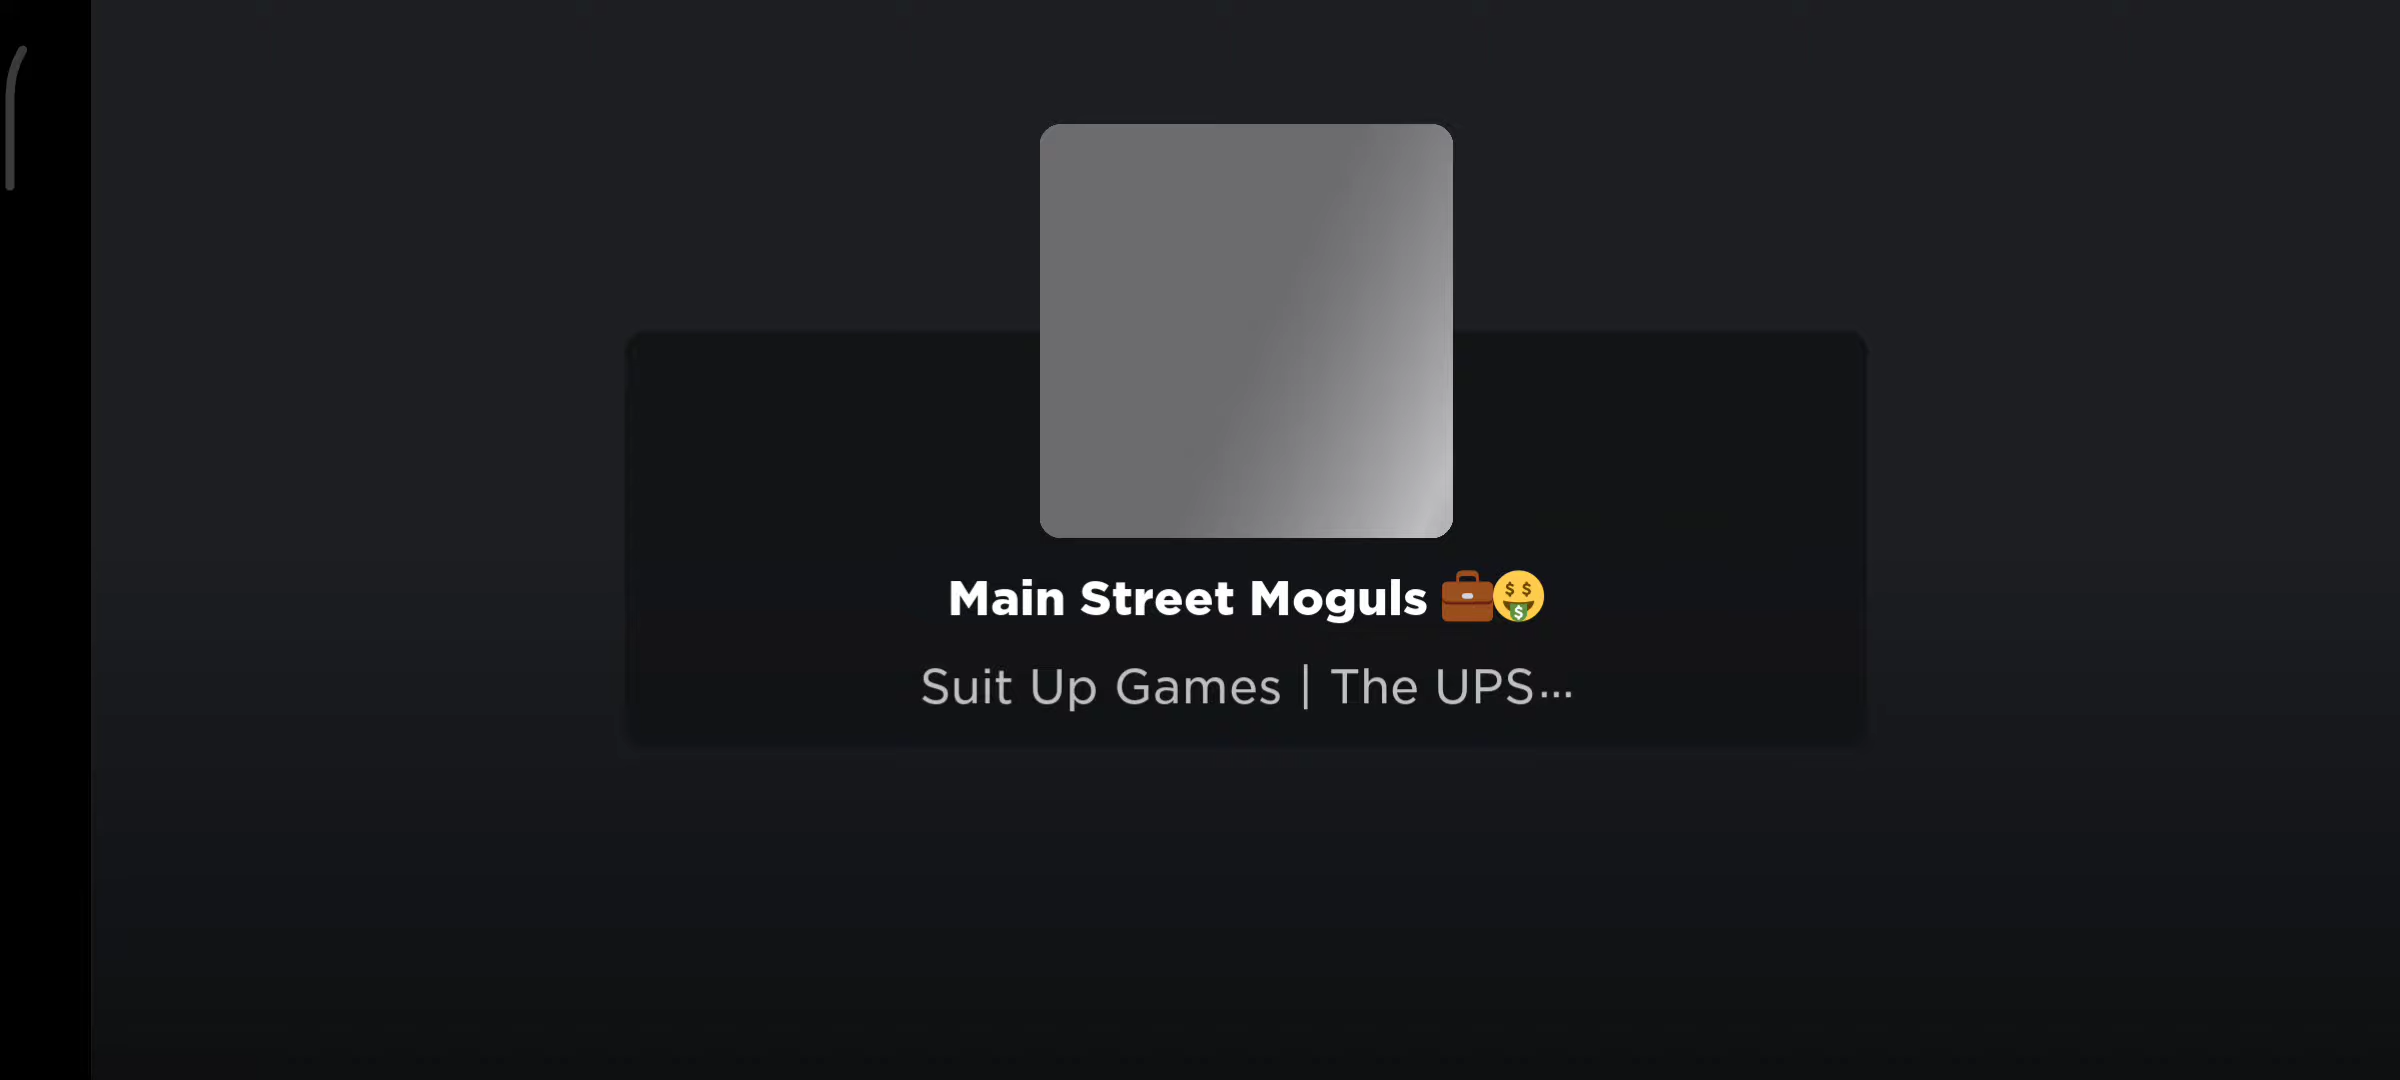 Main Street Moguls 💼🤑
Suit Up Games | The UPS...